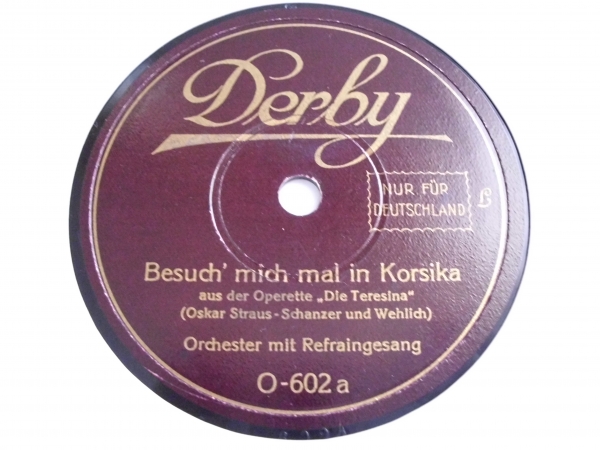 Derby
NUR FÜR
DEUTSCHLAND
Besuch' mich mal in Korsika
aus der Operette „Die Teresina“
(Oskar Straus - Schanzer und Wehlich)
Orchester mit Refraingesang
O-602 a